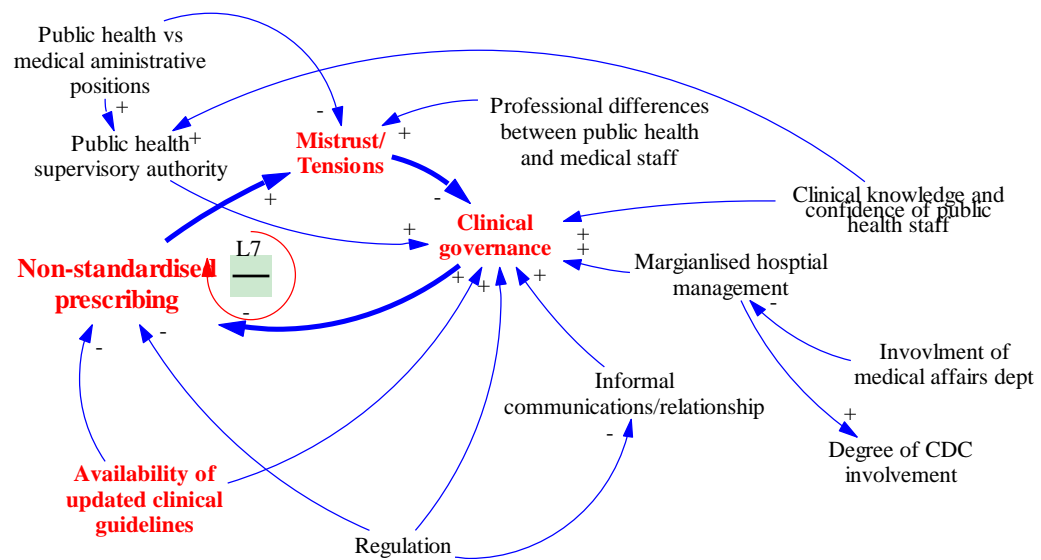 Public health vs
medical aministrative
positions
+
-
Public health
supervisory authority
+
Mistrust/
Tensions
+
Professional differences
between public health
and medical staff
-
+
Clinical
governance
+
+
Clinical knowledge and
confidence of public
health staff
-
Non-standardised
prescribing
L7
-
+
+
+
Margianlised hosptial
management
-
-
-
Invovlment of
medical affairs dept
Informal
communications/relationship
-
+
Degree of CDC
involvement
Availability of
updated clinical
guidelines
Regulation